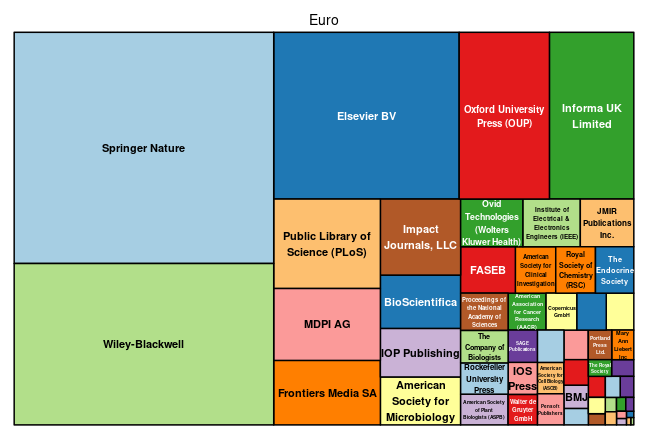 Euro
Springer Nature
Wiley-Blackwell
Elsevier BV
Oxford University
Press (OUP)
Informa UK
Limited
Public Library of
Science (PLoS)
MDPI AG
Frontiers Media SA
Impact
Journals, LLC
BioScientifica
IOP Publishing
American
Society for
Microbiology
Ovid
Technologies
(Wolters
Kluwer Health)
Institute of
Electrical &
Electronics
Engineers (IEEE)
JMIR
Publications
Inc.
FASEB
American
Society for
Clinical
Investigation
Royal
Society of
Chemistry
(RSC)
The
Endocrine
Society
Proceedings of
the National
Academy of
Sciences
American
Association
for Cancer
Research
(AACR)
Copernicus
GmbH
The
Company of
Biologists
SAGE
Publications
Portland
Press
Ltd.
Mary
Ann
Liebert
Inc
Rockefeller
University
Press
IOS
Press
American
Society for
Cell Biology
(ASCB)
The Royal
Society
American Society
of Plant
Biologists (ASPB)
Walter de
Gruyter
GmbH
Pensoft
Publishers
BMJ